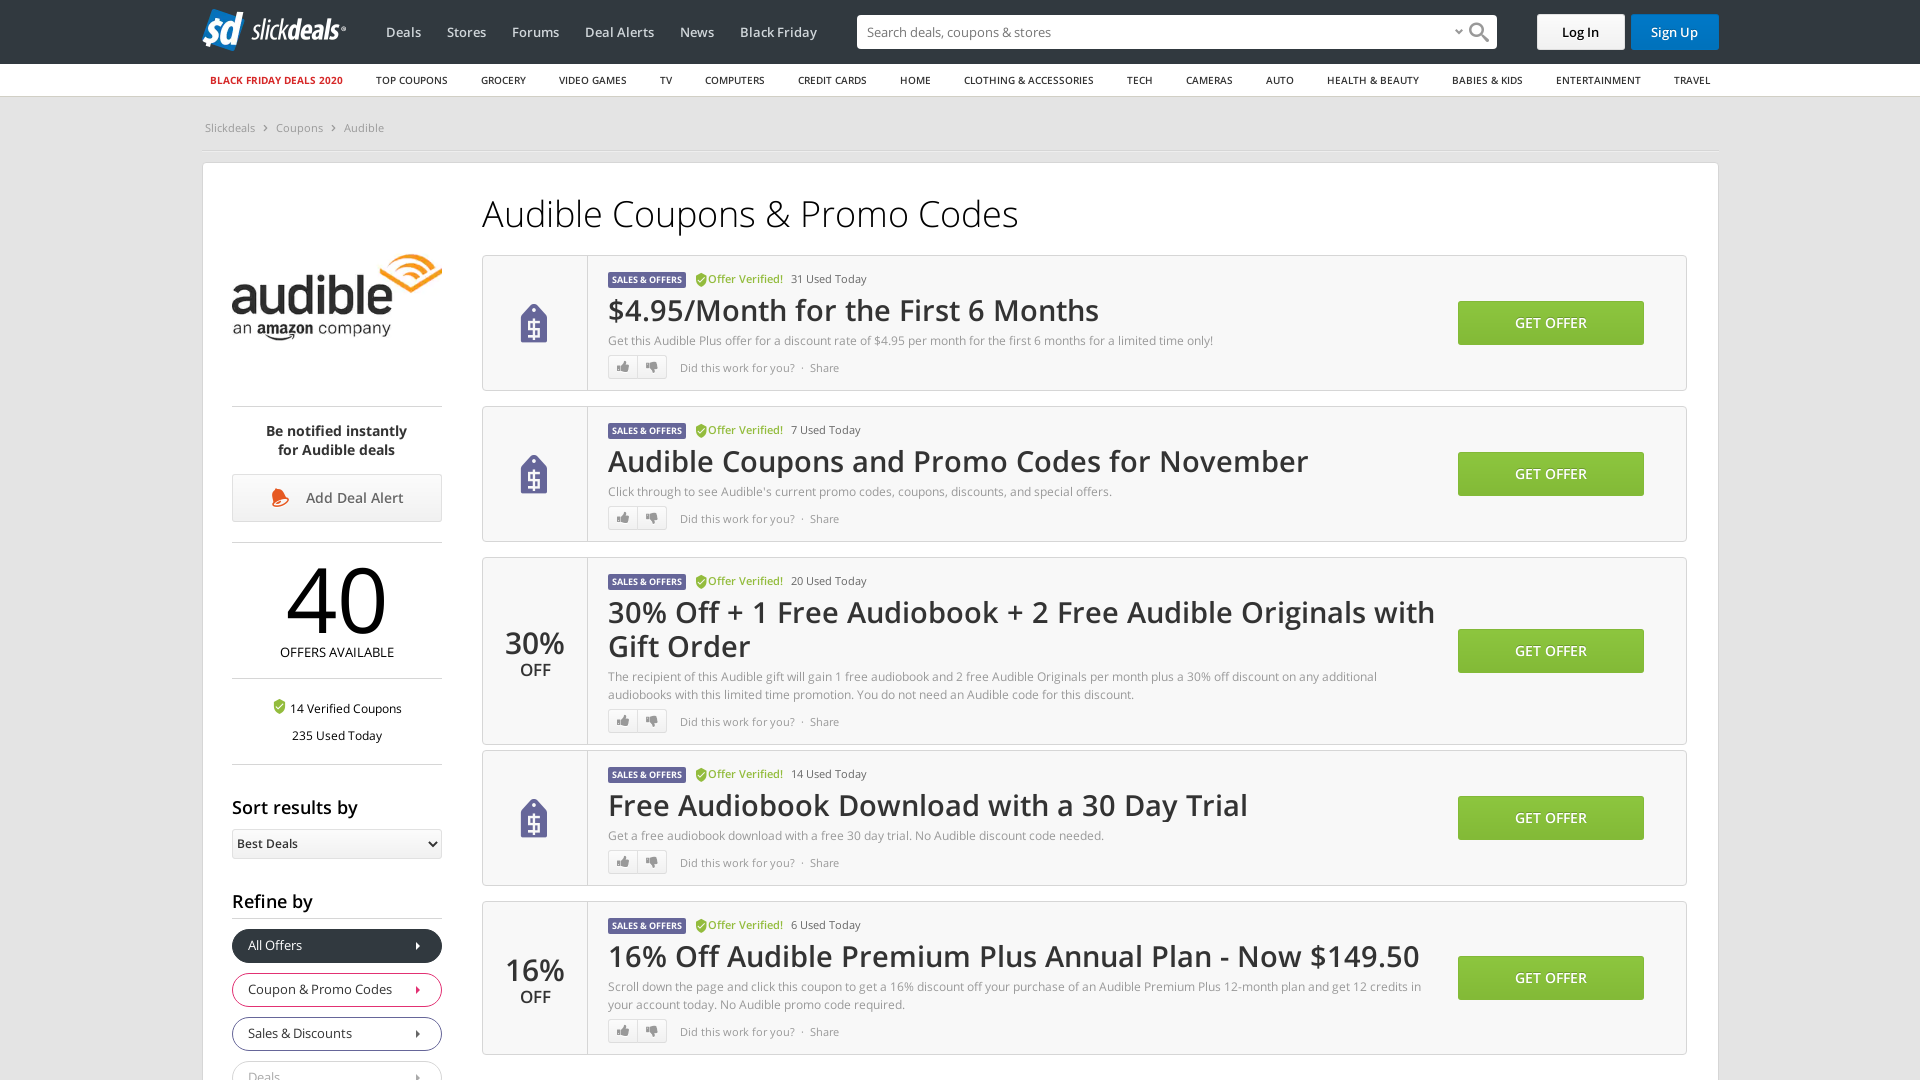 slickdeals
Deals
Stores
Forums
Deal Alerts
News
Black Friday
Search deals, coupons & stores
Log In
Sign Up
BLACK FRIDAY DEALS 2020
TOP COUPONS
GROCERY
VIDEO GAMES
TV
COMPUTERS
CREDIT CARDS
HOME
CLOTHING & ACCESSORIES
TECH
CAMERAS
AUTO
HEALTH & BEAUTY
BABIES & KIDS
ENTERTAINMENT
TRAVEL
Slickdeals › Coupons › Audible
audible
an amazon company
Be notified instantly
for Audible deals
Add Deal Alert
40
OFFERS AVAILABLE
14 Verified Coupons
235 Used Today
Sort results by
Best Deals
Refine by
All Offers
Coupon & Promo Codes
Sales & Discounts
Deals
Audible Coupons & Promo Codes
SALES & OFFERS Offer Verified! 31 Used Today
$4.95/Month for the First 6 Months
Get this Audible Plus offer for a discount rate of $4.95 per month for the first 6 months for a limited time only!
Did this work for you? · Share
GET OFFER
SALES & OFFERS Offer Verified! 7 Used Today
Audible Coupons and Promo Codes for November
Click through to see Audible's current promo codes, coupons, discounts, and special offers.
Did this work for you? · Share
GET OFFER
30%
OFF
SALES & OFFERS Offer Verified! 20 Used Today
30% Off + 1 Free Audiobook + 2 Free Audible Originals with
Gift Order
The recipient of this Audible gift will gain 1 free audiobook and 2 free Audible Originals per month plus a 30% off discount on any additional
audiobooks with this limited time promotion. You do not need an Audible code for this discount.
Did this work for you? · Share
GET OFFER
SALES & OFFERS Offer Verified! 14 Used Today
Free Audiobook Download with a 30 Day Trial
Get a free audiobook download with a free 30 day trial. No Audible discount code needed.
Did this work for you? · Share
GET OFFER
16%
OFF
SALES & OFFERS Offer Verified! 6 Used Today
16% Off Audible Premium Plus Annual Plan - Now $149.50
Scroll down the page and click this coupon to get a 16% discount off your purchase of an Audible Premium Plus 12-month plan and get 12 credits in
your account today. No Audible promo code required.
Did this work for you? · Share
GET OFFER